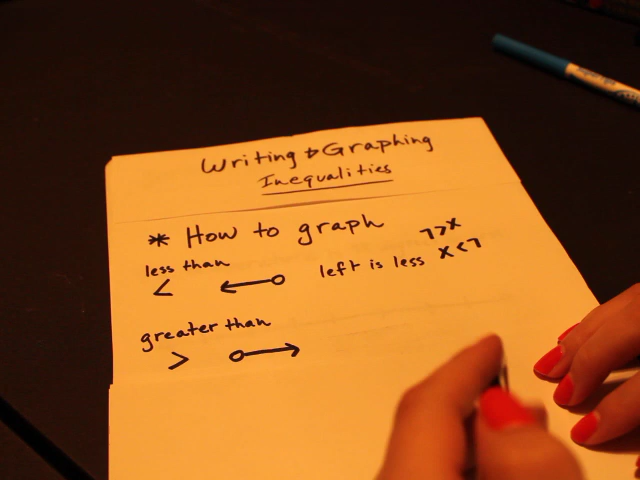 Writing & Graphing
Inequalities
* How to graph
less than
< ← left is less
7>x
x<7
greater than
> →